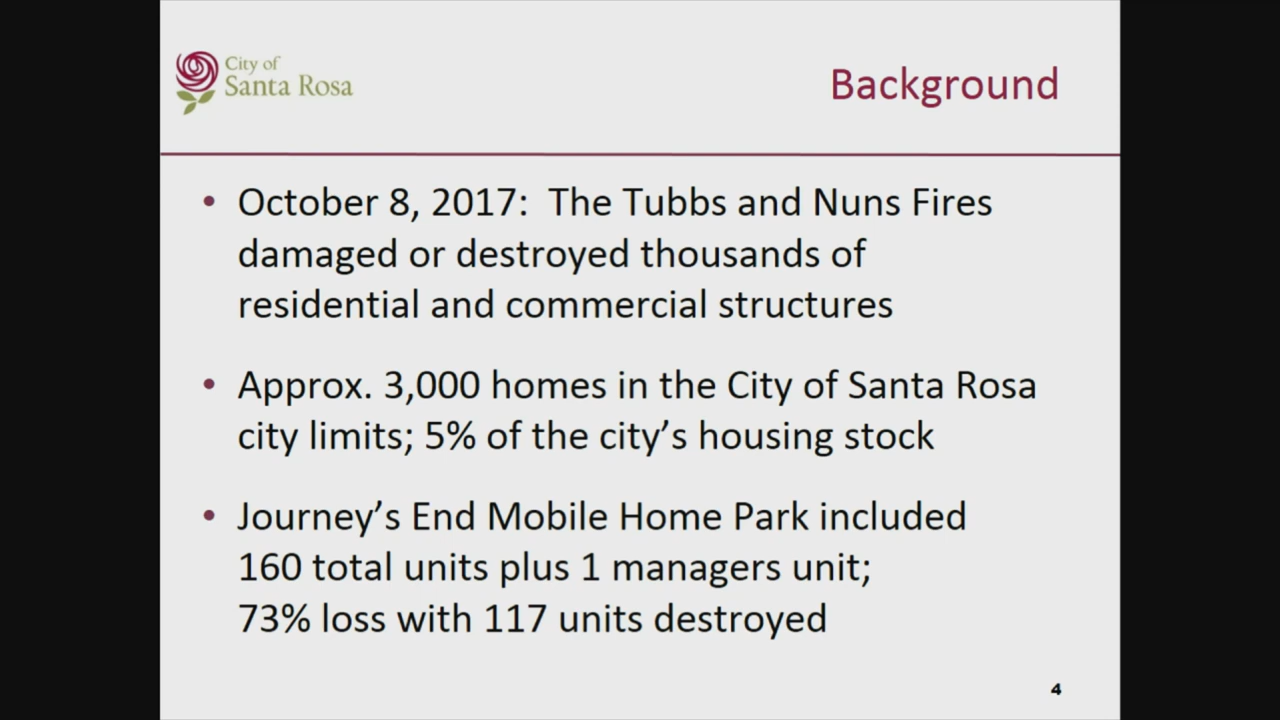 City of
Santa Rosa
Background
• October 8, 2017:  The Tubbs and Nuns Fires
damaged or destroyed thousands of
residential and commercial structures
• Approx. 3,000 homes in the City of Santa Rosa
city limits; 5% of the city’s housing stock
• Journey’s End Mobile Home Park included
160 total units plus 1 managers unit;
73% loss with 117 units destroyed
4